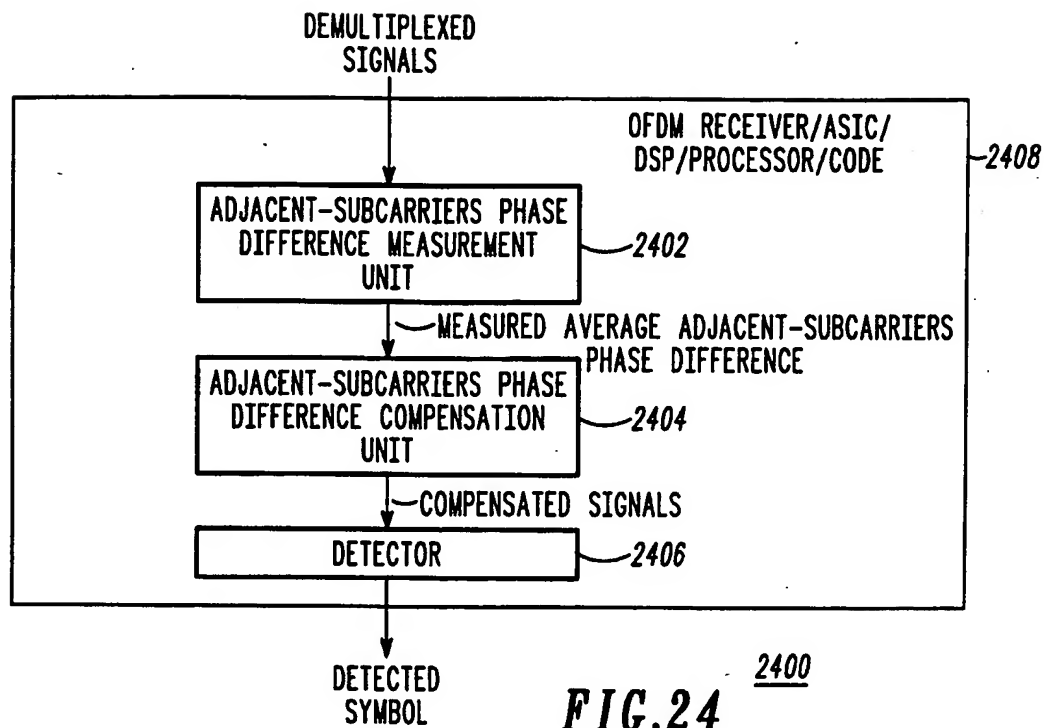 DEMULTIPLEXED
SIGNALS
OFDM RECEIVER/ASIC/
DSP/PROCESSOR/CODE
2408
ADJACENT-SUBCARRIERS PHASE
DIFFERENCE MEASUREMENT
UNIT
2402
MEASURED AVERAGE ADJACENT-SUBCARRIERS
PHASE DIFFERENCE
ADJACENT-SUBCARRIERS PHASE
DIFFERENCE COMPENSATION
UNIT
2404
COMPENSATED SIGNALS
DETECTOR
2406
DETECTED
SYMBOL
2400
FIG.24